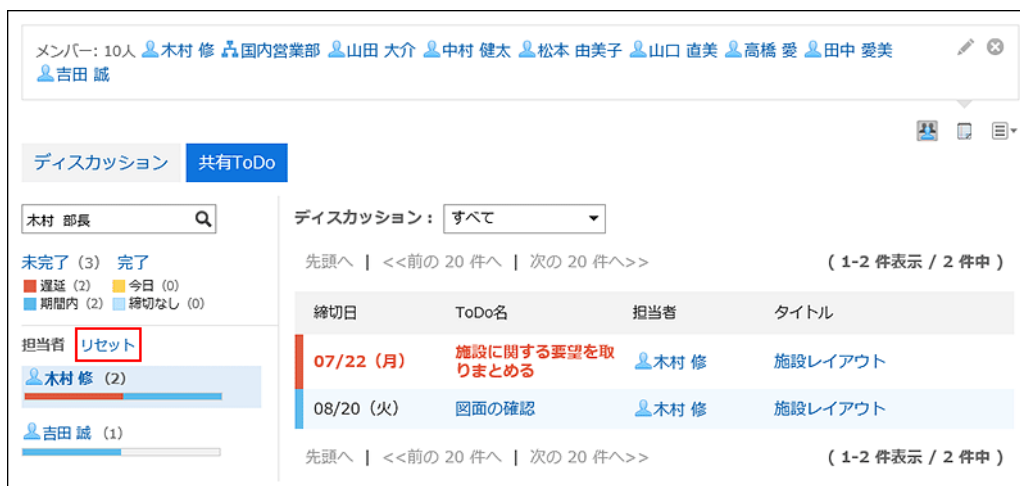 メンバー: 10人 木村 修 国内営業部 山田 大介 中村 健太 松本 由美子 山口 直美 高橋 愛 田中 愛美
吉田 誠
ディスカッション 共有ToDo
木村 部長
ディスカッション： すべて
未完了 (3) 完了
先頭へ | <<前の 20 件へ | 次の 20 件へ>> ( 1-2 件表示 / 2 件中 )
遅延 (2) 今日 (0)
期間内 (2) 締切なし (0)
締切日 ToDo名 担当者 タイトル
担当者 リセット
07/22（月） 施設に関する要望を取りまとめる 木村 修 施設レイアウト
木村 修 (2)
08/20（火） 図面の確認 木村 修 施設レイアウト
吉田 誠 (1)
先頭へ | <<前の 20 件へ | 次の 20 件へ>> ( 1-2 件表示 / 2 件中 )